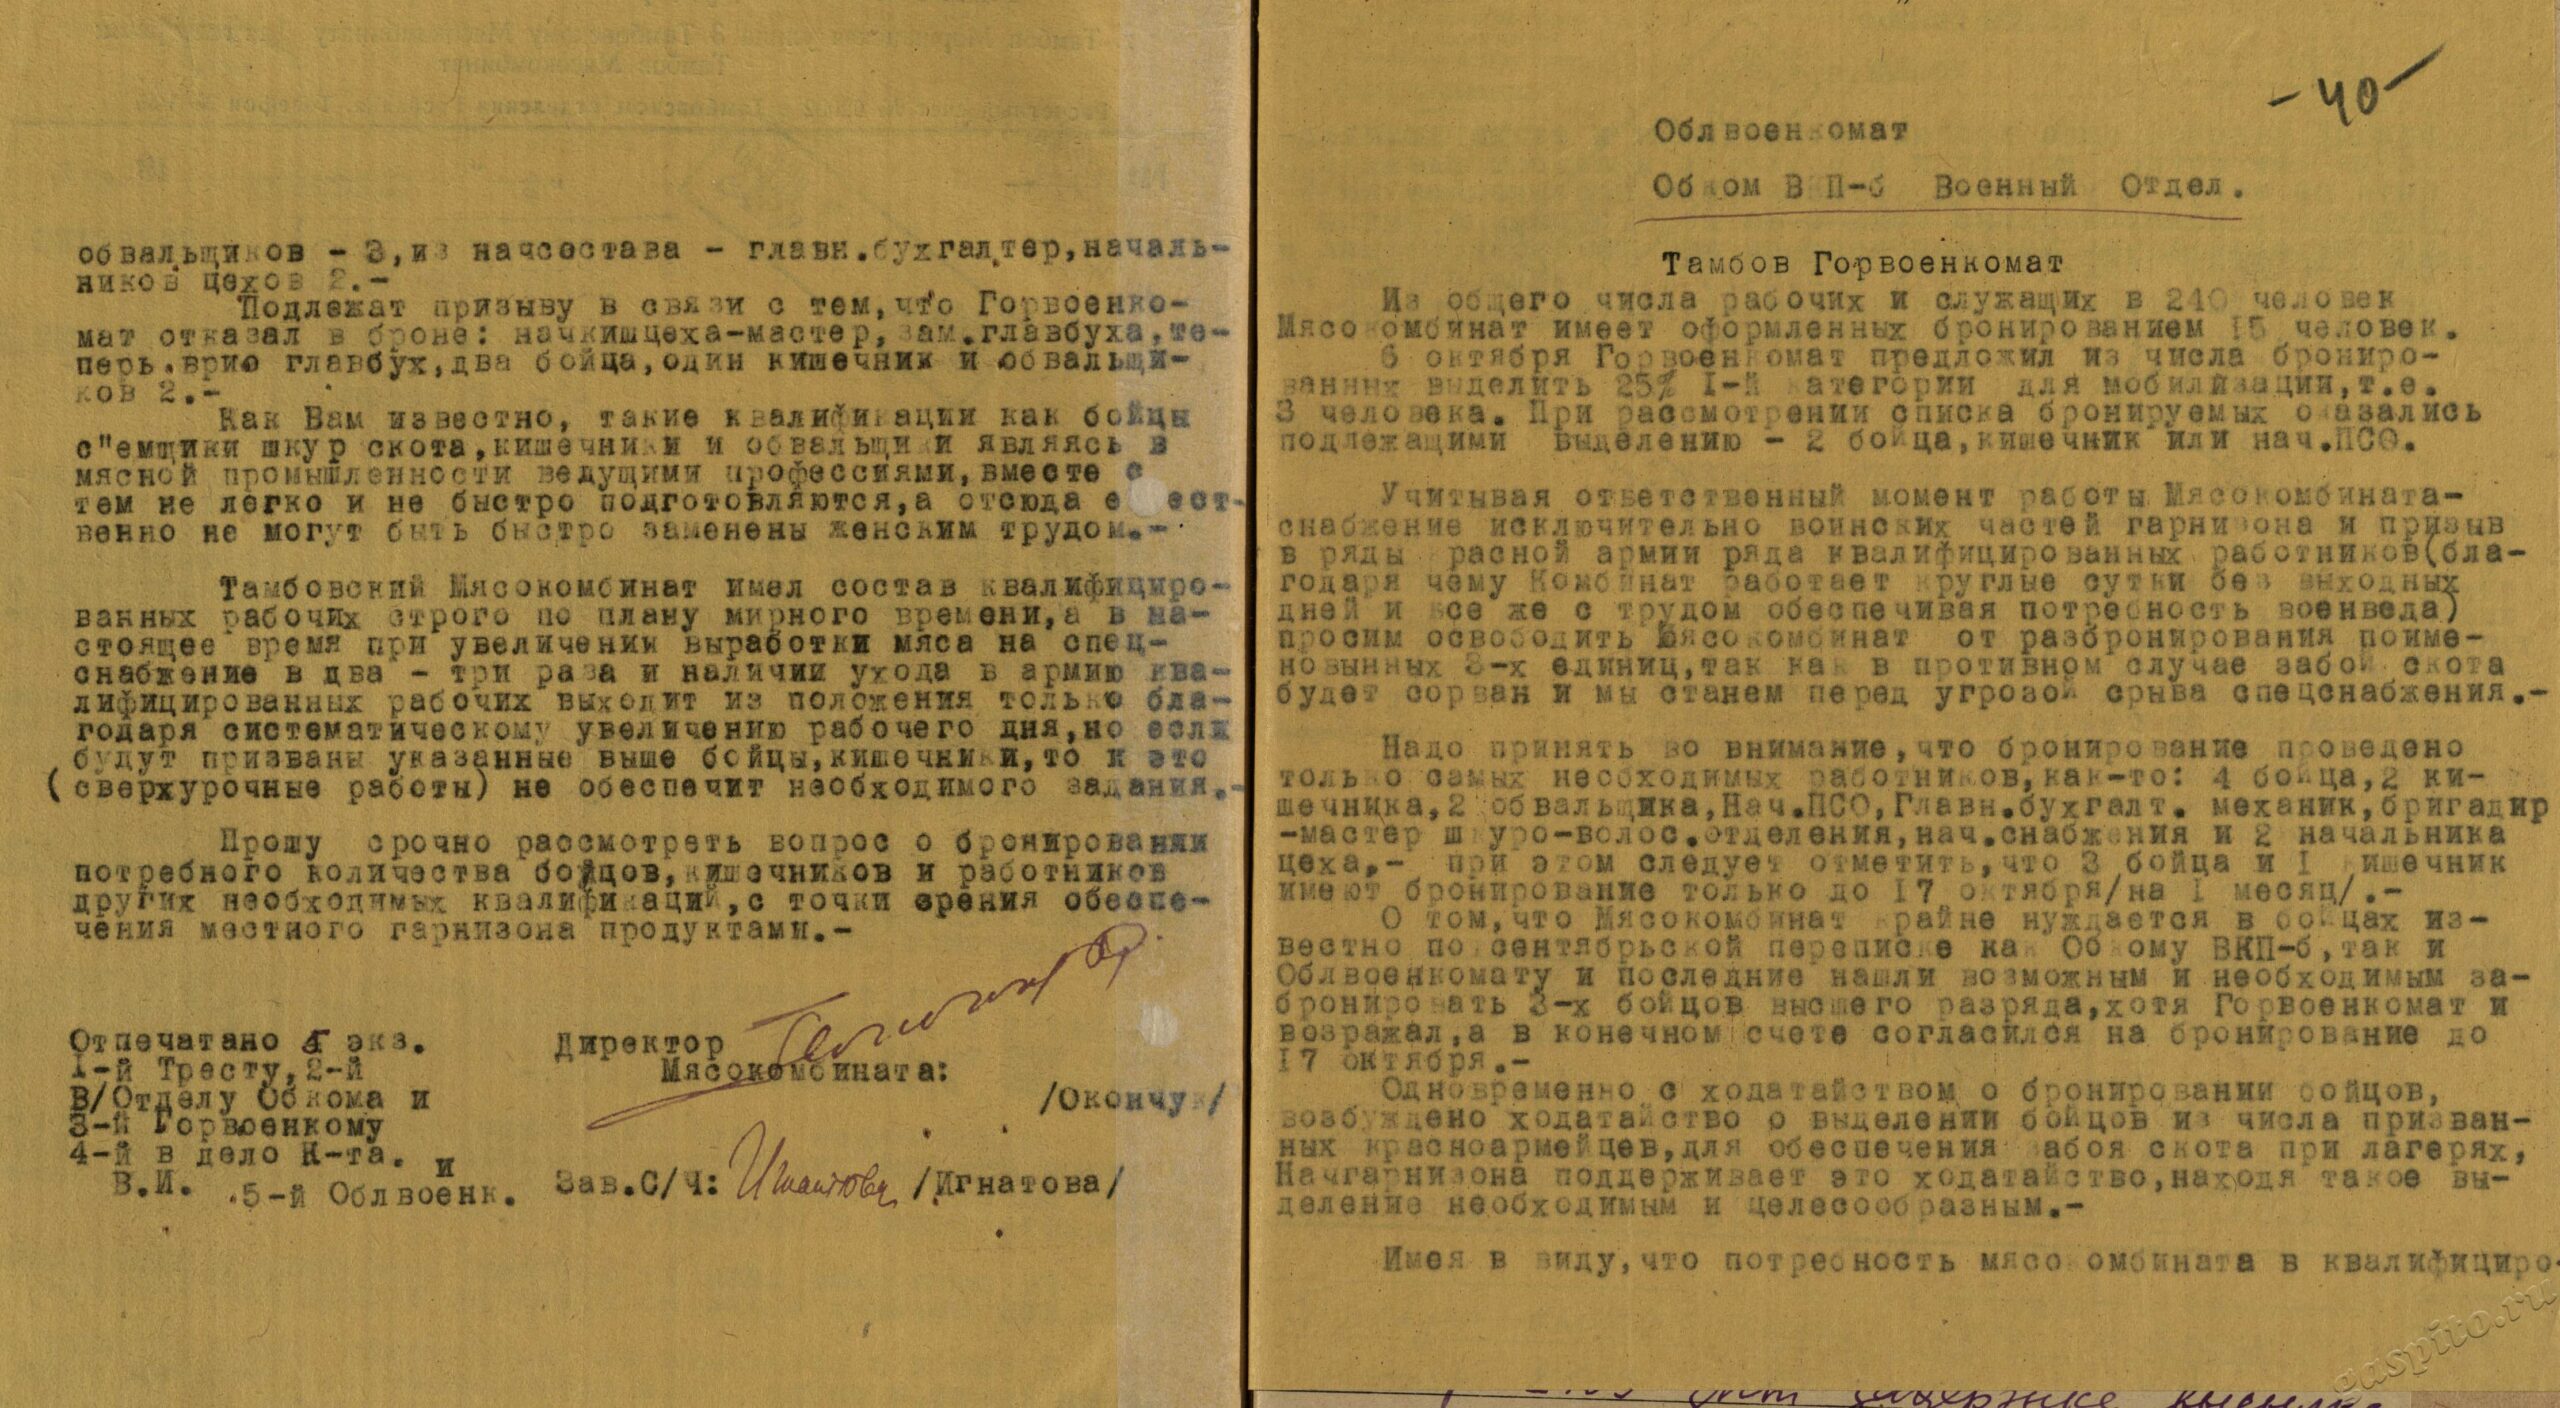 обвальщиков - 3,из начсостава - главн.бухгалтер,началь-
ников цехов 2.-
Подлежат призыву в связи с тем,что Горвоенко-
мат отказал в броне: начкишцеха-мастер,зам.главбуха,те-
перь.врио главбух,два бойца,один кишечник и обвальщи-
ков 2.-
Как Вам известно, такие квалификации как бойцы
с"емщики шкур скота,кишечники и обвальщики являясь в
мясной промышленности ведущими профессиями,вместе с
тем не легко и не быстро подготовляются,а отсюда е ест-
венно не могут быть быстро заменены женским трудом.-
Тамбовский Мясокомбинат имел состав квалифициро-
ванных рабочих строго по плану мирного времени,а в на-
стоящее время при увеличении выработки мяса на спец-
снабжение в два - три раза и наличии ухода в армию ква-
лифицированных рабочих выходит из положения только бла-
годаря систематическому увеличению рабочего дня,но если
будут призваны указанные выше бойцы,кишечники,то и это
(сверхурочные работы) не обеспечит необходимого задания.-
Прошу срочно рассмотреть вопрос о бронировании
потребного количества бойцов,кишечников и работников
других необходимых квалификаций,с точки зрения обеспе-
чения местного гарнизона продуктами.-
Отпечатано 5 экз.
1-й Тресту,2-й
В/Отделу Обкома и
3-й Горвоенкому
4-й в дело К-та. и
В.И. .5-й Облвоенк.
Директор
Мясокомбината:
/Окончук/
Зав.С/Ч: Игнатова /Игнатова/
-40-
Облвоенкомат
Обком ВКП-б Военный Отдел.
Тамбов Горвоенкомат
Из общего числа рабочих и служащих в 240 человек
Мясокомбинат имеет оформленных бронированием 15 человек.
6 октября Горвоенкомат предложил из числа брониро-
ванных выделить 25% I-й категории для мобилизации,т.е.
3 человека. При рассмотрении списка бронируемых оказались
подлежащими выделению - 2 бойца,кишечник или нач.ПСО.
Учитывая ответственный момент работы Мясокомбината-
снабжение исключительно воинских частей гарнизона и призыв
в ряды расной армии ряда квалифицированных работников(бла-
годаря чему Комбинат работает круглые сутки без выходных
дней и все же с трудом обеспечивая потребность военведа)
просим освободить Мясокомбинат от разбронирования поиме-
новынных 3-х единиц,так как в противном случае забой скота
будет сорван и мы станем перед угрозой срыва спецснабжения.-
Надо принять во внимание,что бронирование проведено
только самых необходимых работников,как-то: 4 бойца,2 ки-
шечника,2 обвальщика,Нач.ПСО,Главн.бухгалт. механик,бригадир
-мастер шкуро-волос.отделения,нач.снабжения и 2 начальника
цеха,- при этом следует отметить,что 3 бойца и I кишечник
имеют бронирование только до I7 октября/на I месяц/.-
О том,что Мясокомбинат крайне нуждается в бойцах из-
вестно по сентябрьской переписке как Обкому ВКП-б,так и
Облвоенкомату и последние нашли возможным и необходимым за-
бронировать 3-х бойцов высшего разряда,хотя Горвоенкомат и
возражал,а в конечном счете согласился на бронирование до
I7 октября.-
Одновременно с ходатайством о бронировании бойцов,
возбуждено ходатайство о выделении бойцов из числа призван-
ных красноармейцев,для обеспечения забоя скота при лагерях,
Начгарнизона поддерживает это ходатайство,находя такое вы-
деление необходимым и целесообразным.-
Имея в виду,что потребность мясокомбината в квалифициро-
gaspito.ru